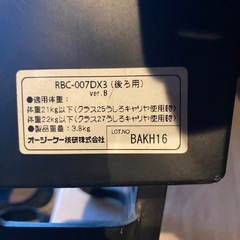 RBC-007DX3(後ろ用)
ver.B
●適用体重：
体重21kg以下(クラス25うしろキャリヤ使用時)
体重22kg以下(クラス27うしろキャリヤ使用時)
●製品重量：3.8kg
オージーケー技研株式会社
LOT.NO
BAKH16